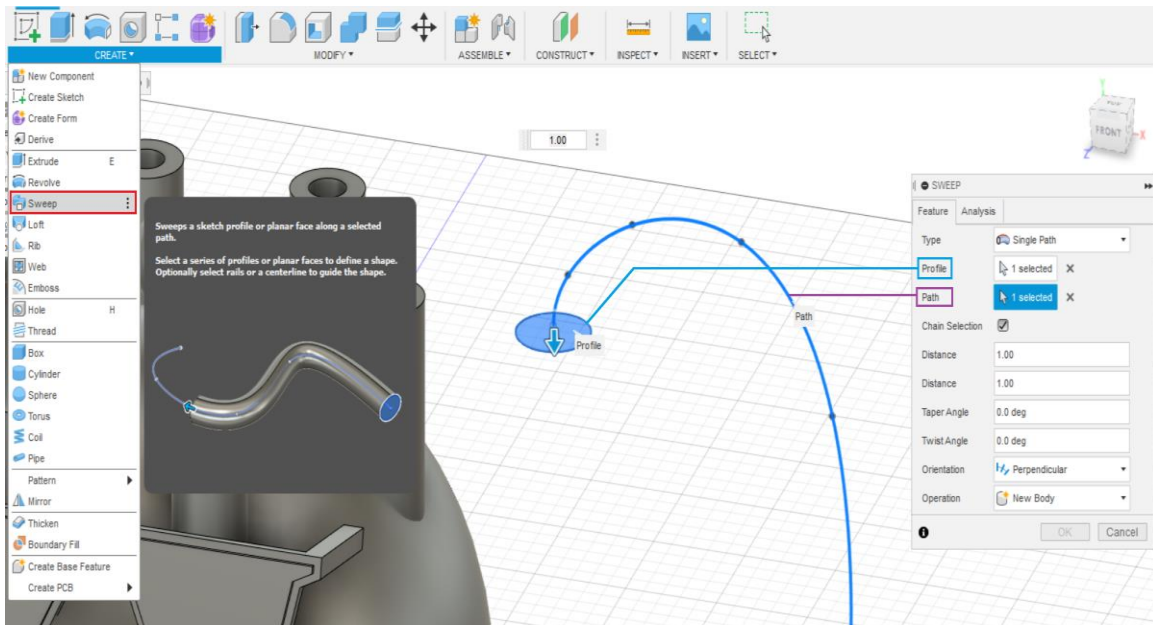 CREATE ▾
MODIFY ▾
ASSEMBLE ▾
CONSTRUCT ▾
INSPECT ▾
INSERT ▾
SELECT ▾
New Component
Create Sketch
Create Form
Derive
Extrude E
Revolve
Sweep
Loft
Rib
Web
Emboss
Hole H
Thread
Box
Cylinder
Sphere
Torus
Coil
Pipe
Pattern
Mirror
Thicken
Boundary Fill
Create Base Feature
Create PCB
Sweeps a sketch profile or planar face along a selected
path.
Select a series of profiles or planar faces to define a shape.
Optionally select rails or a centerline to guide the shape.
1.00
Profile
Path
Y
TOP
FRONT
X
Z
SWEEP
Feature Analysis
Type Single Path
Profile 1 selected
Path 1 selected
Chain Selection
Distance 1.00
Distance 1.00
Taper Angle 0.0 deg
Twist Angle 0.0 deg
Orientation Perpendicular
Operation New Body
OK Cancel